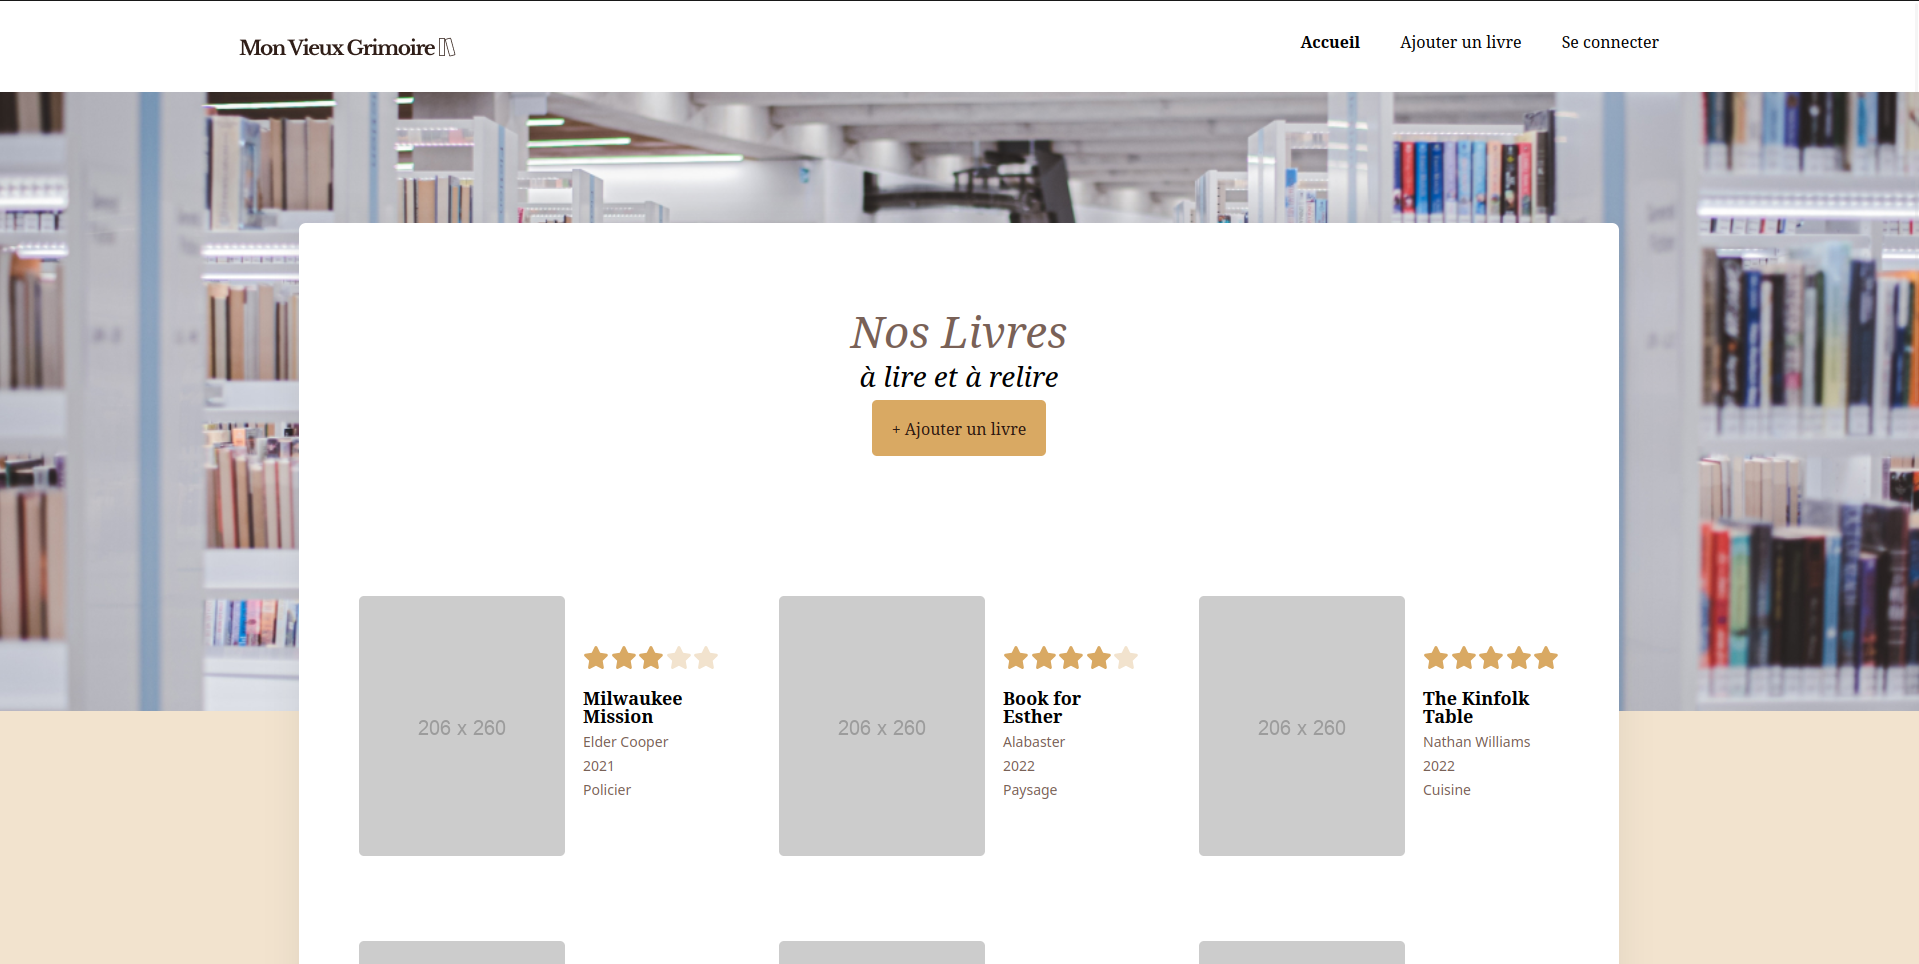 Mon Vieux Grimoire
Accueil
Ajouter un livre
Se connecter
Nos Livres
à lire et à relire
+ Ajouter un livre
206 x 260
Milwaukee
Mission
Elder Cooper
2021
Policier
206 x 260
Book for
Esther
Alabaster
2022
Paysage
206 x 260
The Kinfolk
Table
Nathan Williams
2022
Cuisine